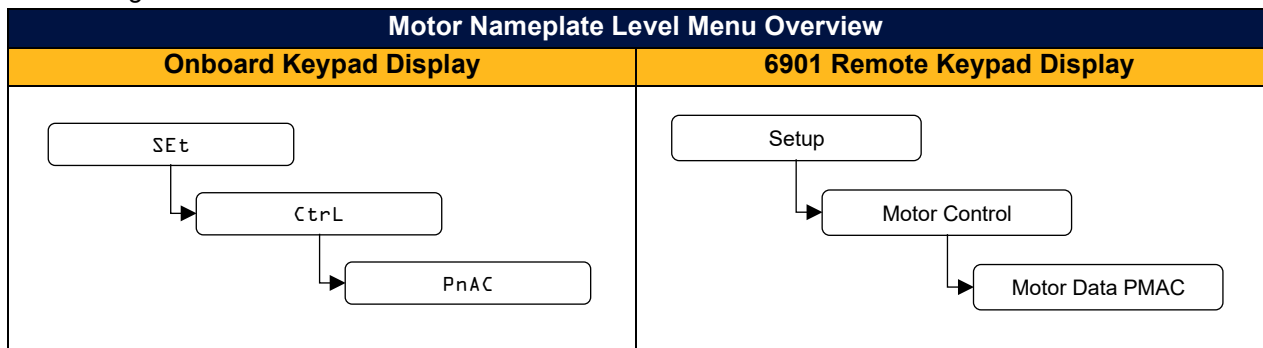 Motor Nameplate Level Menu Overview
Onboard Keypad Display
6901 Remote Keypad Display
SEt
CtrL
PnAC
Setup
Motor Control
Motor Data PMAC